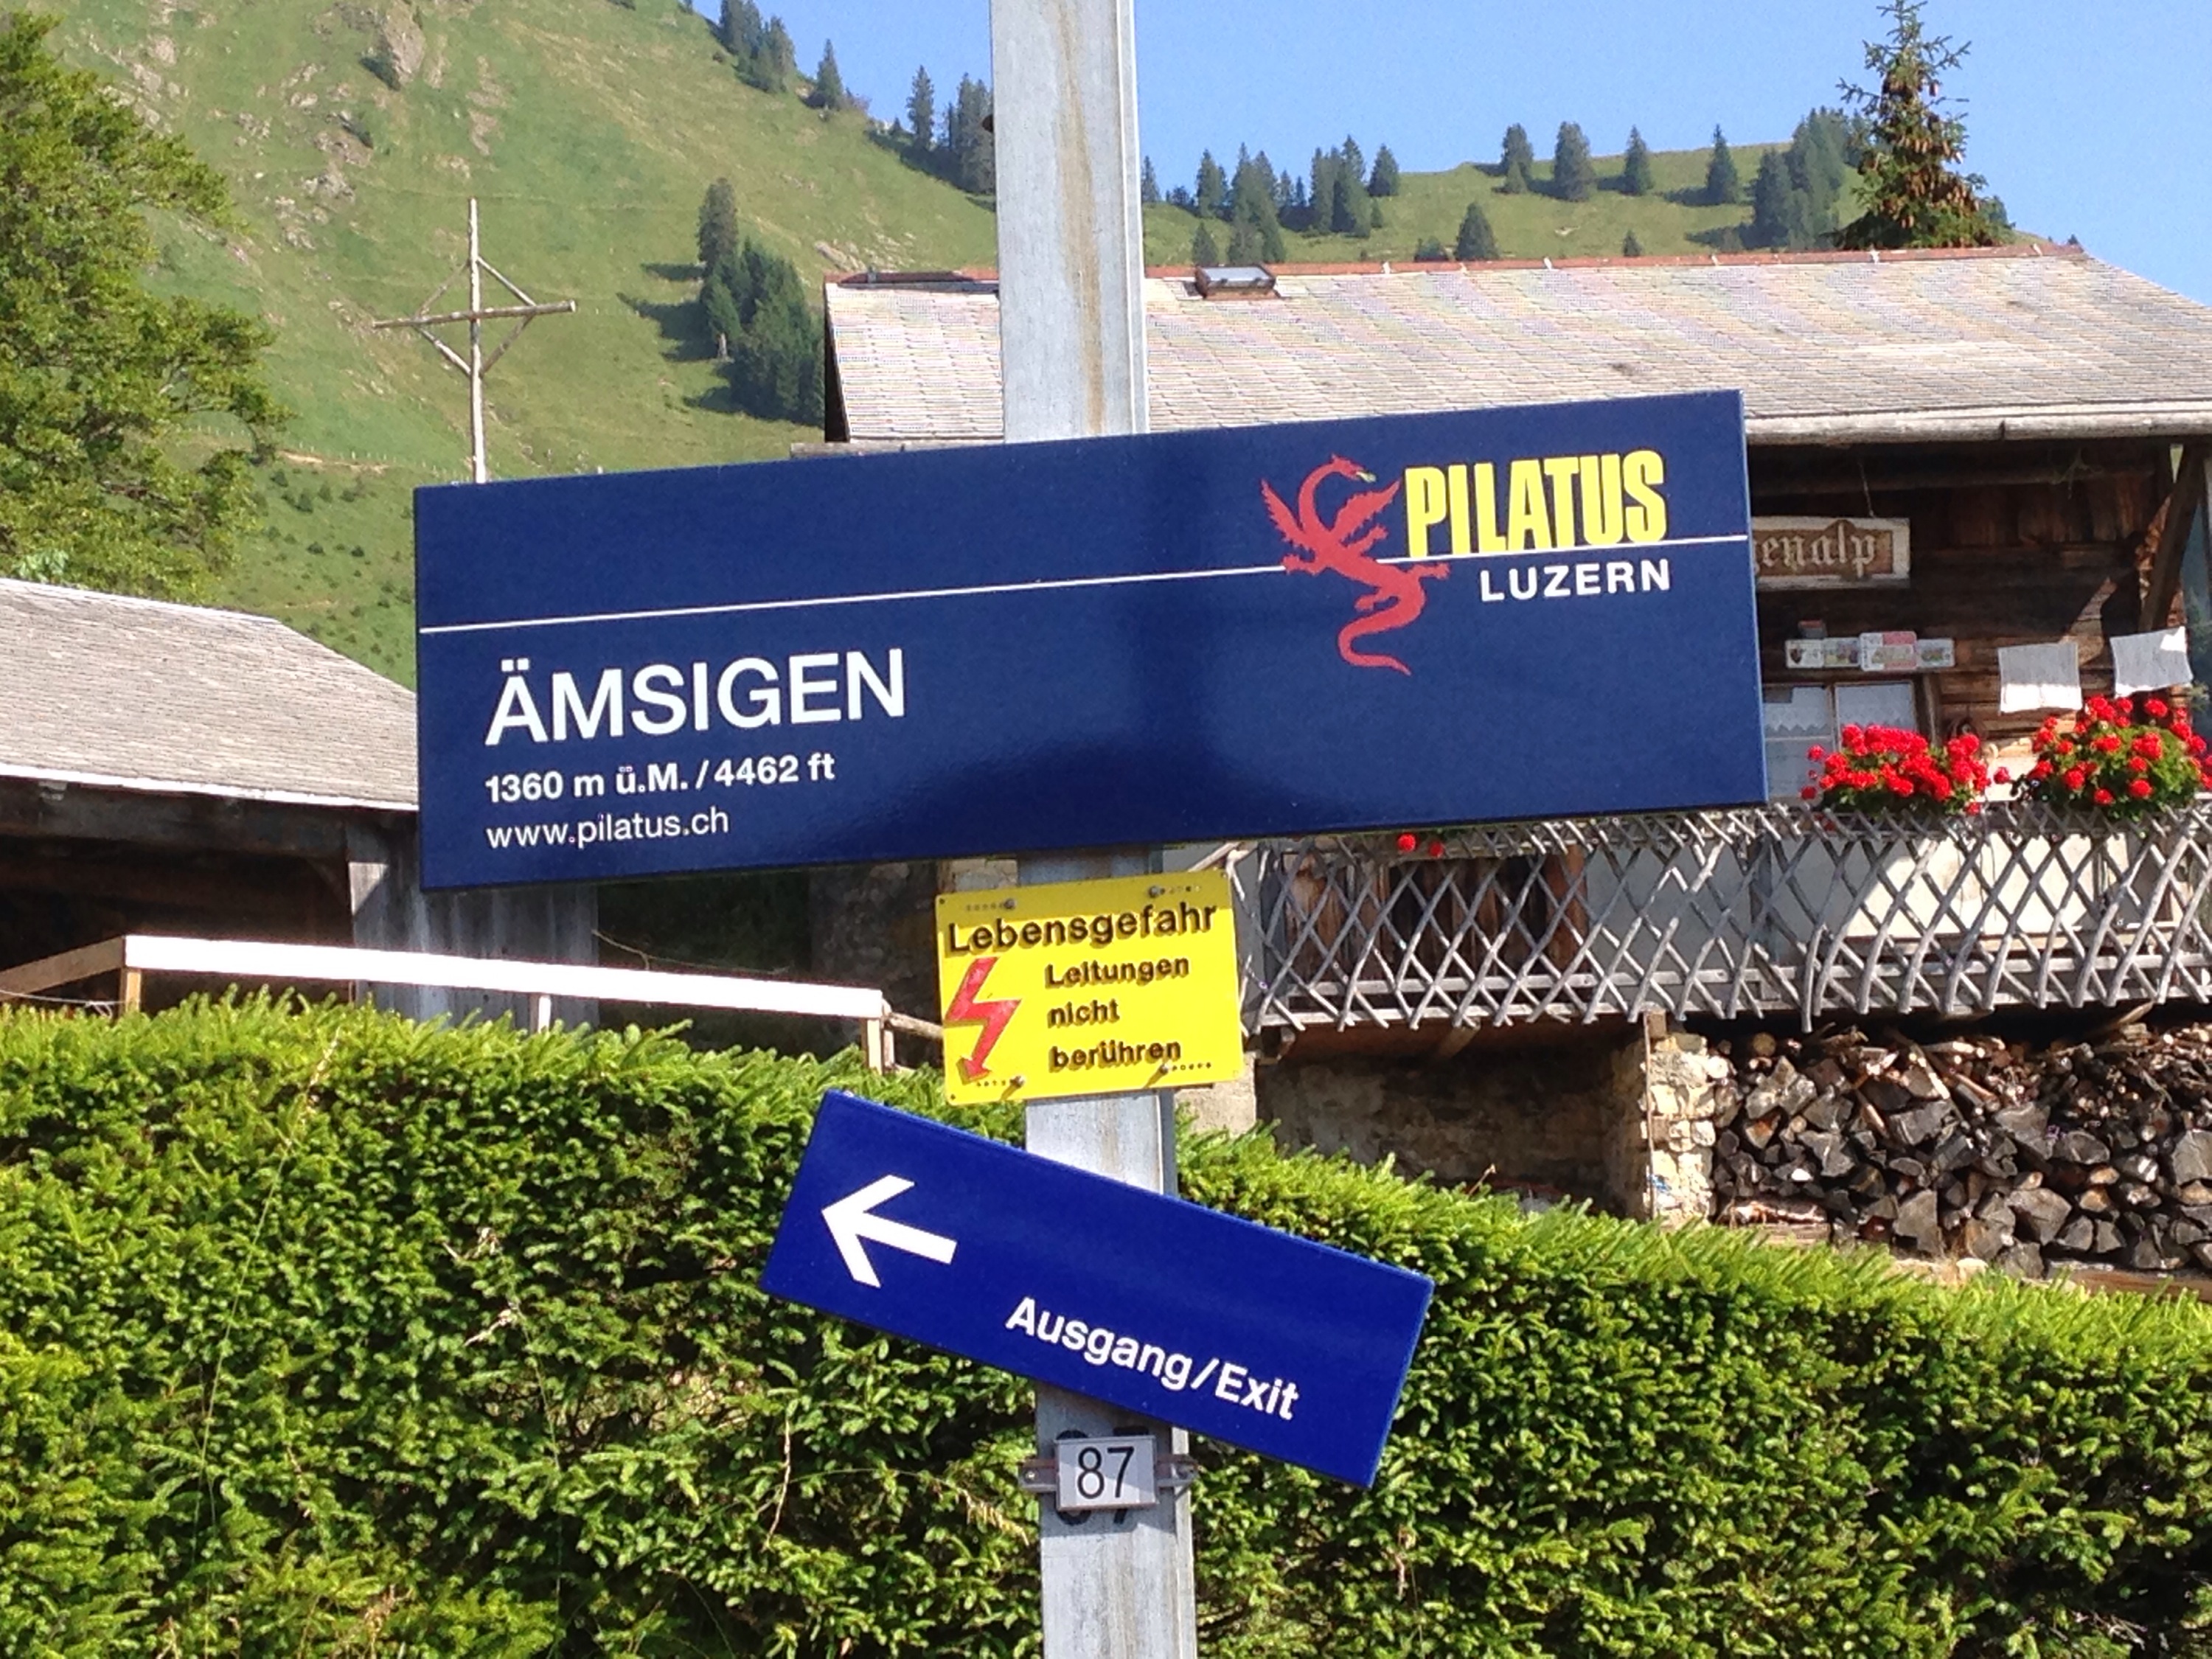 PILATUS
LUZERN
ÄMSIGEN
1360 m ü.M. / 4462 ft
www.pilatus.ch
Lebensgefahr
Leitungen
nicht
berühren
Ausgang/Exit
87